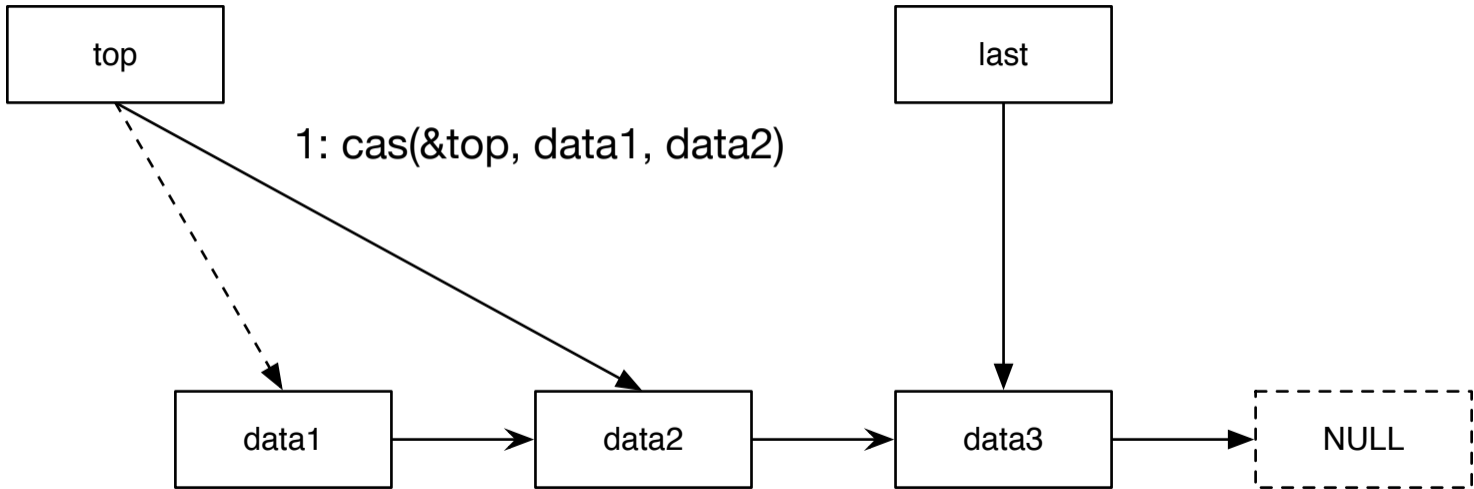 top
last
1: cas(&top, data1, data2)
data1
data2
data3
NULL